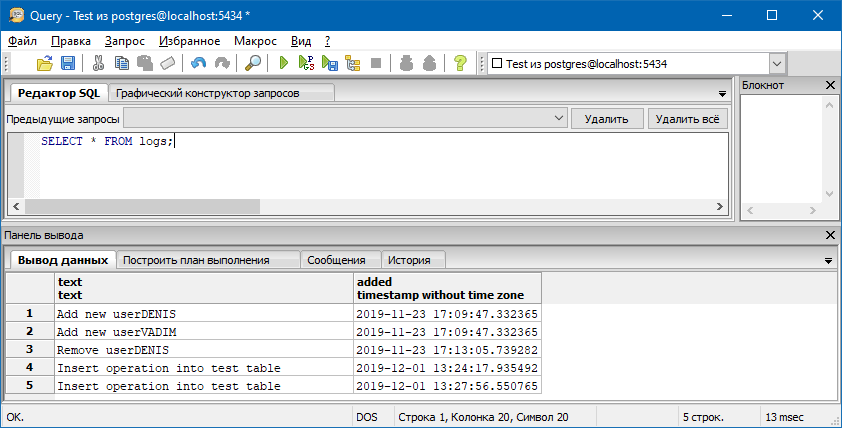 Query - Test из postgres@localhost:5434 *
Файл Правка Запрос Избранное Макрос Вид ?
Test из postgres@localhost:5434
Редактор SQL Графический конструктор запросов
Блокнот
Предыдущие запросы Удалить Удалить всё
SELECT * FROM logs;
Панель вывода
Вывод данных Построить план выполнения Сообщения История
text added
text timestamp without time zone
1 Add new userDENIS 2019-11-23 17:09:47.332365
2 Add new userVADIM 2019-11-23 17:09:47.332365
3 Remove userDENIS 2019-11-23 17:13:05.739282
4 Insert operation into test table 2019-12-01 13:24:17.935492
5 Insert operation into test table 2019-12-01 13:27:56.550765
OK. DOS Строка 1, Колонка 20, Символ 20 5 строк. 13 msec